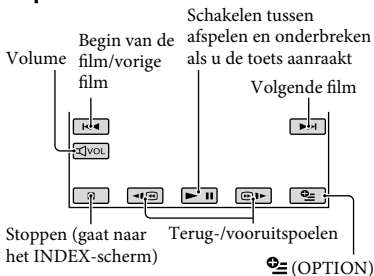 Schakelen tussen
afspelen en onderbreken
als u de toets aanraakt
Begin van de
film/vorige
film
Volume
Volgende film
VOL
Stoppen (gaat naar
het INDEX-scherm)
Terug-/vooruitspoelen
(OPTION)